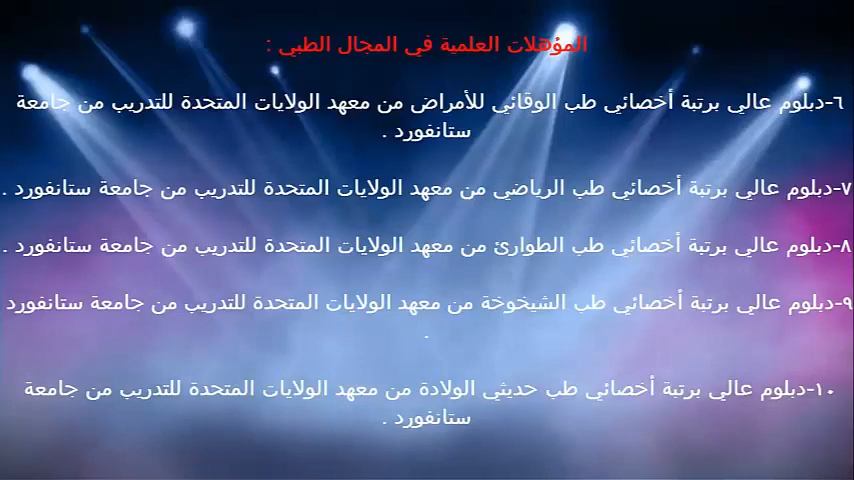 المؤهلات العلمية في المجال الطبي :
٦-دبلوم عالي برتبة أخصائي طب الوقائي للأمراض من معهد الولايات المتحدة للتدريب من جامعة
ستانفورد .
٧-دبلوم عالي برتبة أخصائي طب الرياضي من معهد الولايات المتحدة للتدريب من جامعة ستانفورد .
٨-دبلوم عالي برتبة أخصائي طب الطوارئ من معهد الولايات المتحدة للتدريب من جامعة ستانفورد .
٩-دبلوم عالي برتبة أخصائي طب الشيخوخة من معهد الولايات المتحدة للتدريب من جامعة ستانفورد
.
١٠-دبلوم عالي برتبة أخصائي طب حديثي الولادة من معهد الولايات المتحدة للتدريب من جامعة
ستانفورد .